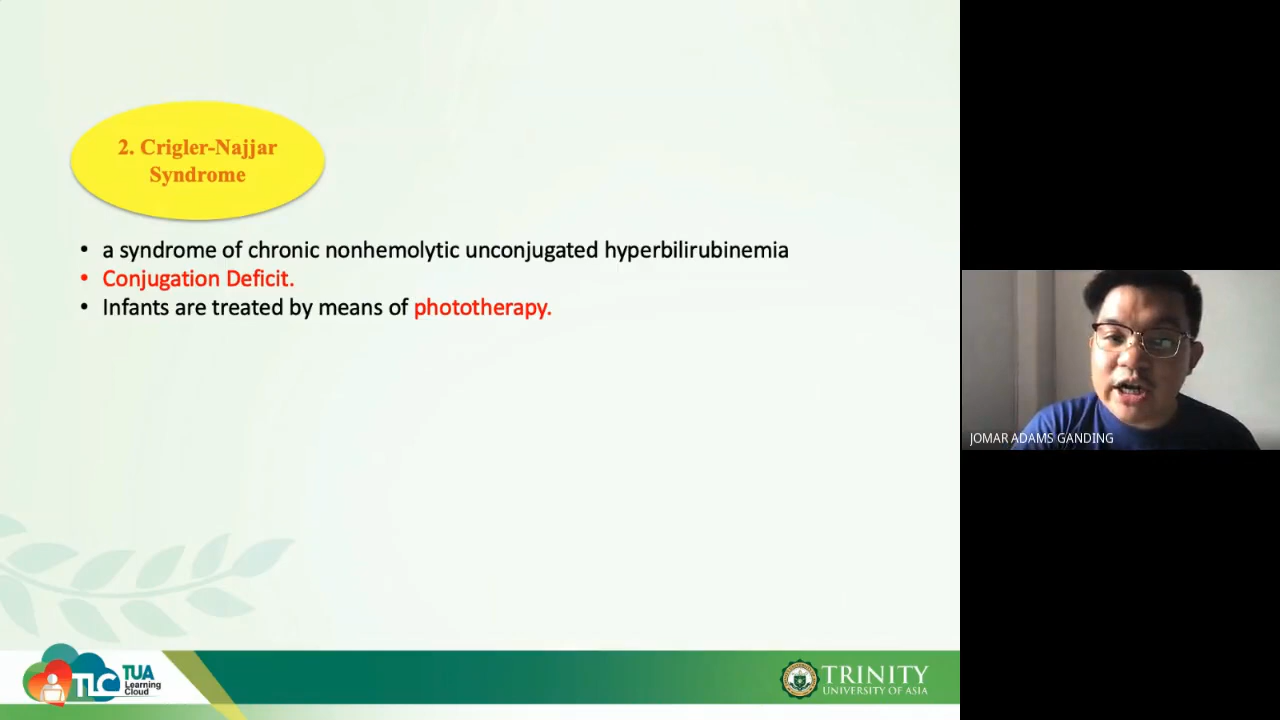 2. Crigler-Najjar
Syndrome
• a syndrome of chronic nonhemolytic unconjugated hyperbilirubinemia
• Conjugation Deficit.
• Infants are treated by means of phototherapy.
JOMAR ADAMS GANDING
TLC
TUA
Learning
Cloud
TRINITY
UNIVERSITY OF ASIA